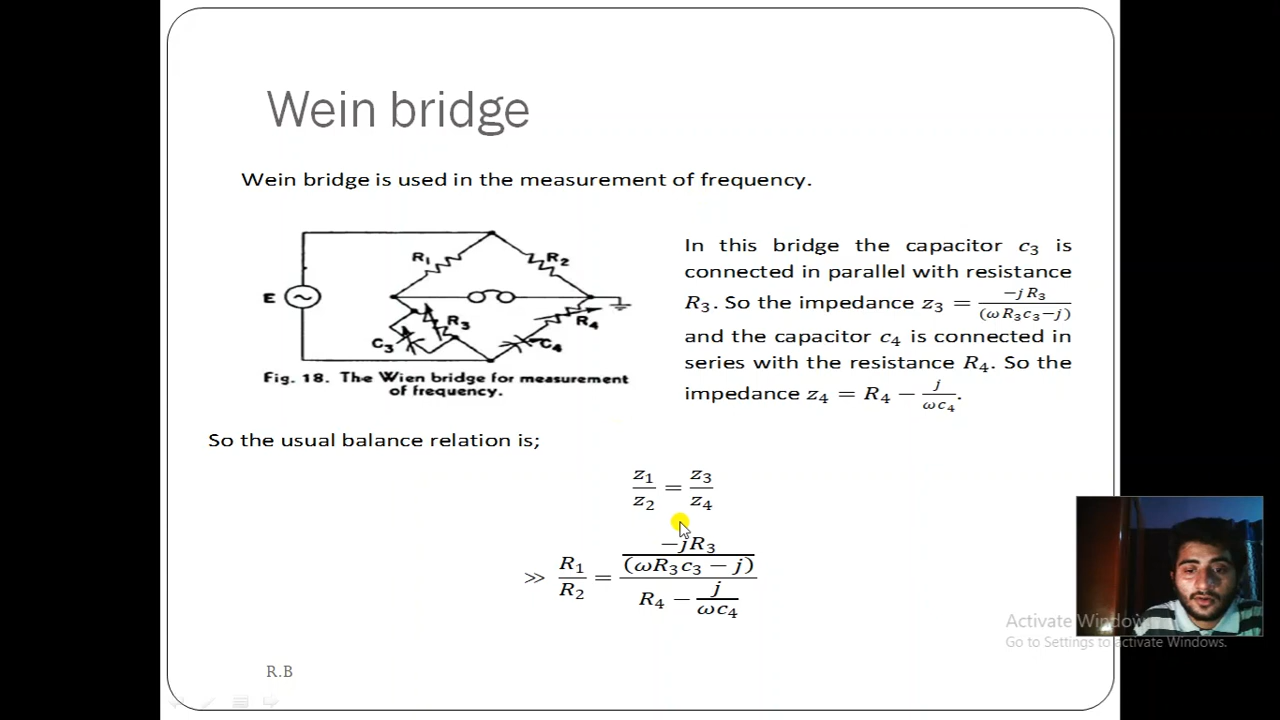 Wein bridge
Wein bridge is used in the measurement of frequency.
R1
R2
E
R3
R4
C3
C4
Fig. 18. The Wien bridge for measurement
of frequency.
In this bridge the capacitor c₃ is
connected in parallel with resistance
R₃. So the impedance z₃ = −jR₃/(ωR₃c₃−j)
and the capacitor c₄ is connected in
series with the resistance R₄. So the
impedance z₄ = R₄ − j/ωc₄.
So the usual balance relation is;
z₁/z₂ = z₃/z₄
≫ R₁/R₂ = (−jR₃/(ωR₃c₃ − j))/(R₄ − j/ωc₄)
R.B
Activate Windows
Go to Settings to activate Windows.